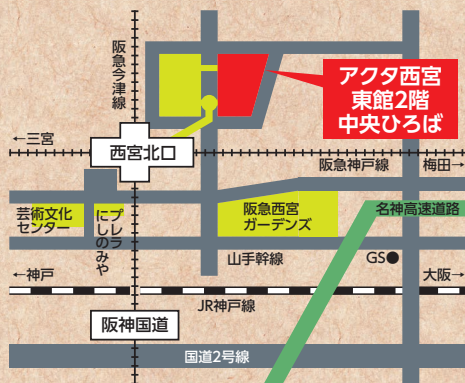 阪急今津線
アクタ西宮
東館2階
中央ひろば
←三宮
西宮北口
阪急神戸線
梅田→
芸術文化
センター
プレラ
にしのみや
阪急西宮
ガーデンズ
名神高速道路
山手幹線
GS
←神戸
大阪→
JR神戸線
阪神国道
国道2号線